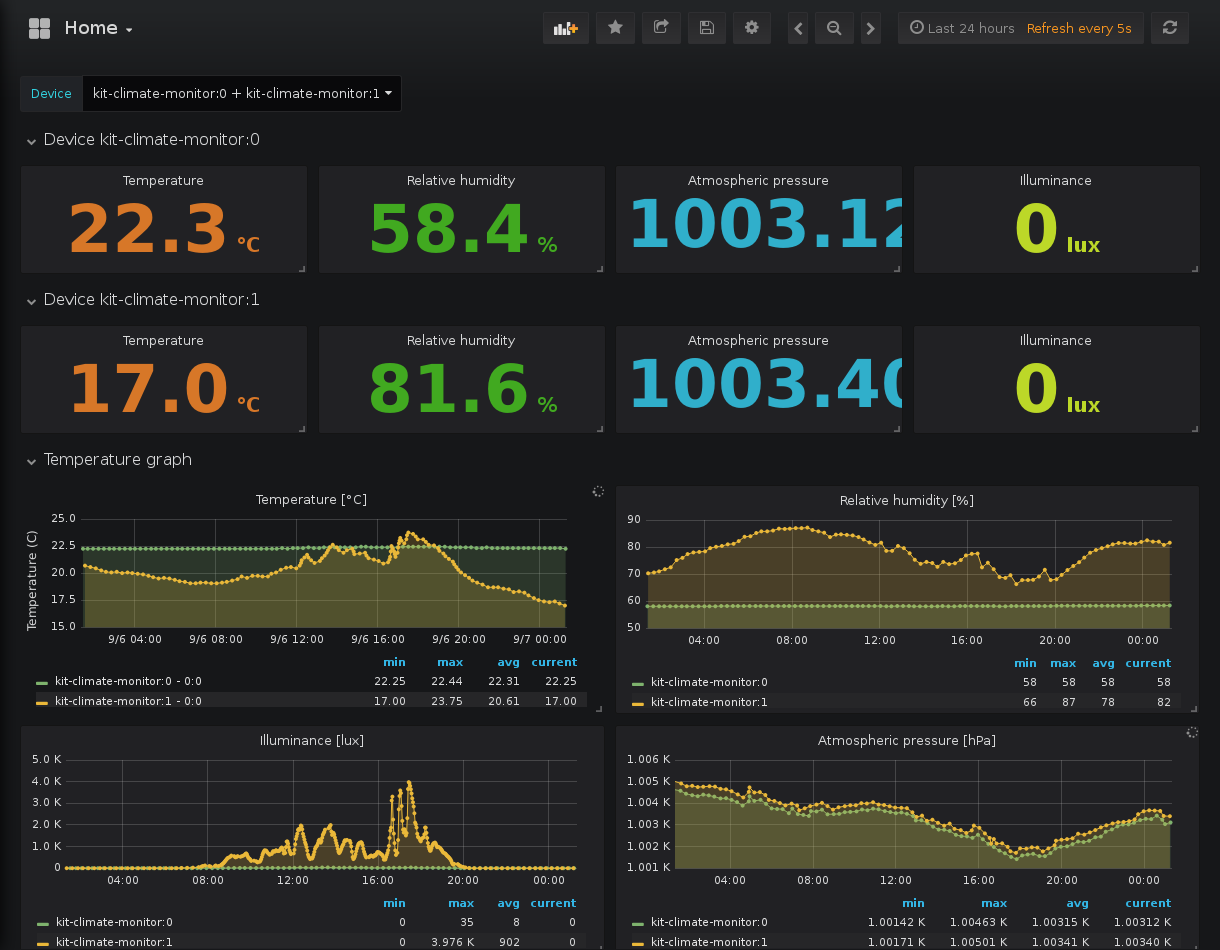 Home
Last 24 hours Refresh every 5s
Device kit-climate-monitor:0 + kit-climate-monitor:1
Device kit-climate-monitor:0
Temperature Relative humidity Atmospheric pressure Illuminance
22.3 °C 58.4 % 1003.12 0 lux
Device kit-climate-monitor:1
Temperature Relative humidity Atmospheric pressure Illuminance
17.0 °C 81.6 % 1003.40 0 lux
Temperature graph
Temperature [°C]
Temperature (C)
25.0
22.5
20.0
17.5
15.0
9/6 04:00 9/6 08:00 9/6 12:00 9/6 16:00 9/6 20:00 9/7 00:00
min max avg current
kit-climate-monitor:0 - 0:0 22.25 22.44 22.31 22.25
kit-climate-monitor:1 - 0:0 17.00 23.75 20.61 17.00
Relative humidity [%]
90
80
70
60
50
04:00 08:00 12:00 16:00 20:00 00:00
min max avg current
kit-climate-monitor:0 58 58 58 58
kit-climate-monitor:1 66 87 78 82
Illuminance [lux]
5.0 K
4.0 K
3.0 K
2.0 K
1.0 K
0
04:00 08:00 12:00 16:00 20:00 00:00
min max avg current
kit-climate-monitor:0 0 35 8 0
kit-climate-monitor:1 0 3.976 K 902 0
Atmospheric pressure [hPa]
1.006 K
1.005 K
1.004 K
1.003 K
1.002 K
1.001 K
04:00 08:00 12:00 16:00 20:00 00:00
min max avg current
kit-climate-monitor:0 1.00142 K 1.00463 K 1.00315 K 1.00312 K
kit-climate-monitor:1 1.00171 K 1.00501 K 1.00341 K 1.00340 K